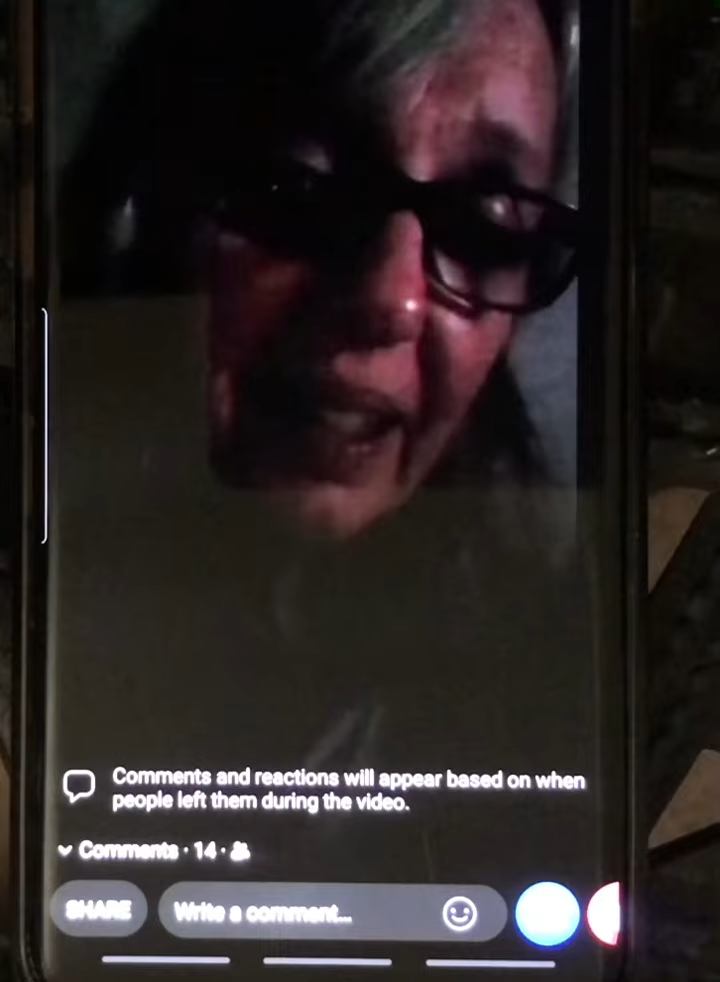 Comments and reactions will appear based on when
people left them during the video.
Comments · 14 ·
SHARE
Write a comment...